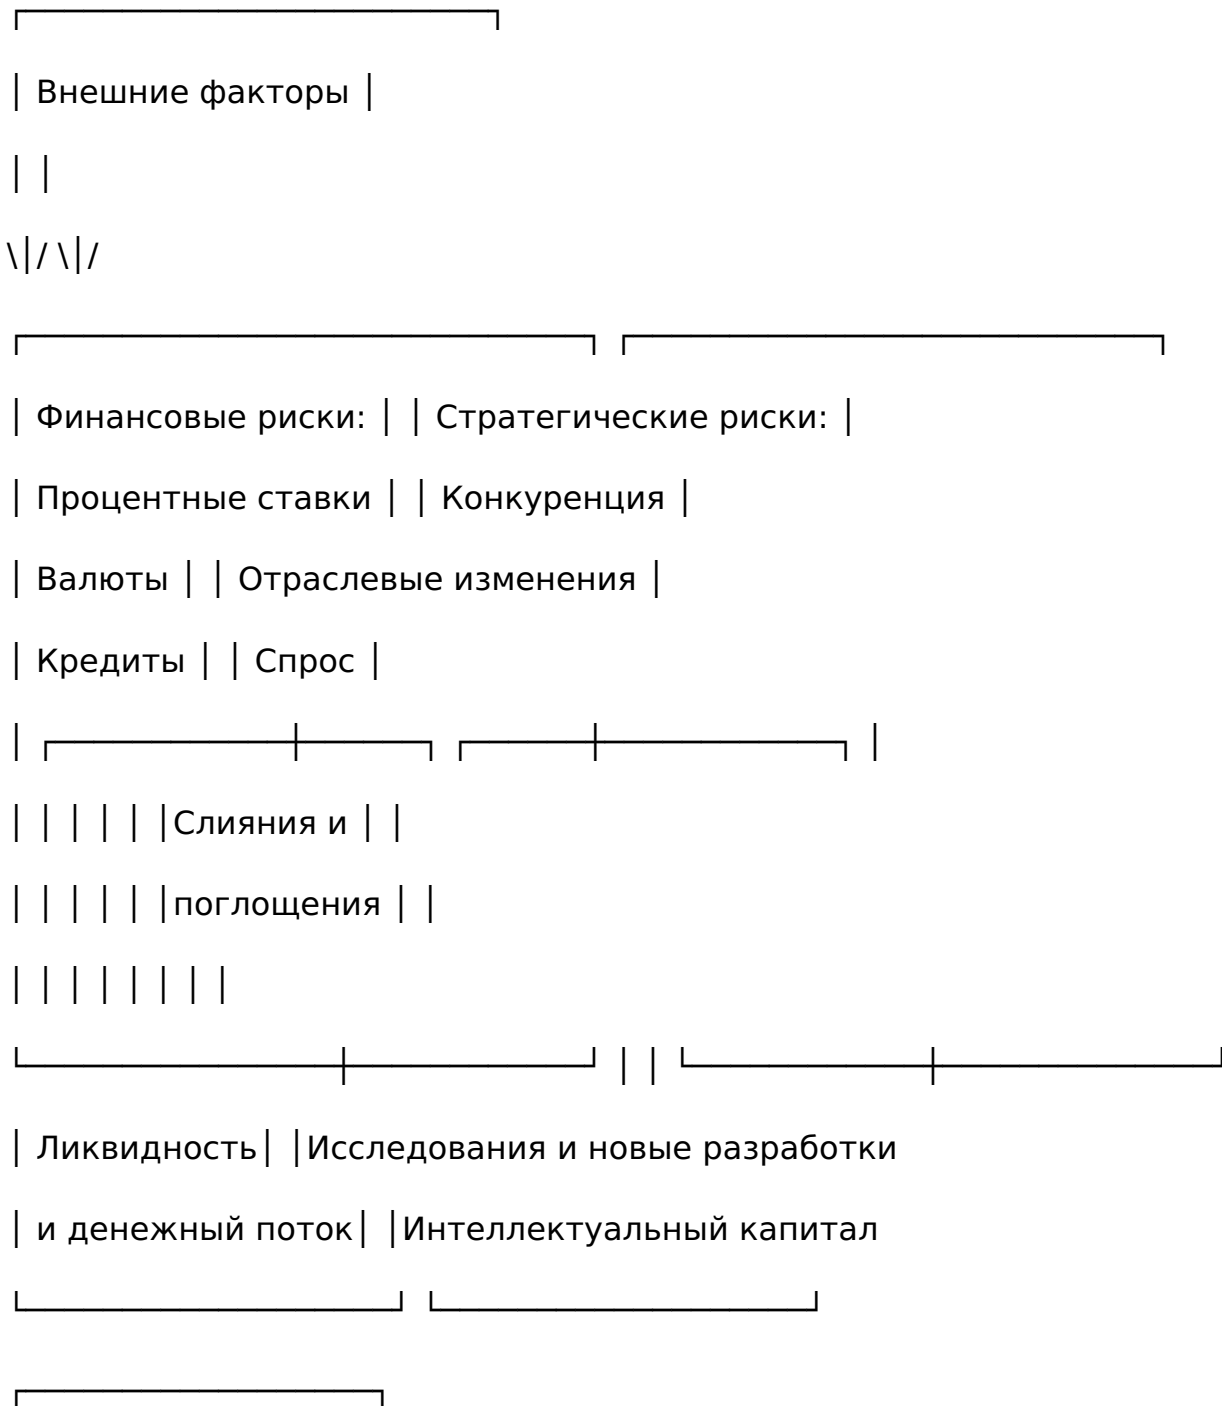 ┌─────────────────────────┐
│ Внешние факторы │
│ │
\│/ \│/
┌──────────────────────────────┐ ┌────────────────────────────┐
│ Финансовые риски: │ │ Стратегические риски: │
│ Процентные ставки │ │ Конкуренция │
│ Валюты │ │ Отраслевые изменения │
│ Кредиты │ │ Спрос │
│ ┌─────────────┼──────┐ ┌──────┼─────────────┐ │
│ │ │ │ │ │Слияния и │ │
│ │ │ │ │ │поглощения │ │
│ │ │ │ │ │ │ │
└─────────────────┼─────────────┘ │ │ └─────────────┼───────────────┘
│ Ликвидность│ │Исследования и новые разработки
│ и денежный поток│ │Интеллектуальный капитал
└────────────────────┘ └────────────────────┘
┌───────────────────┐